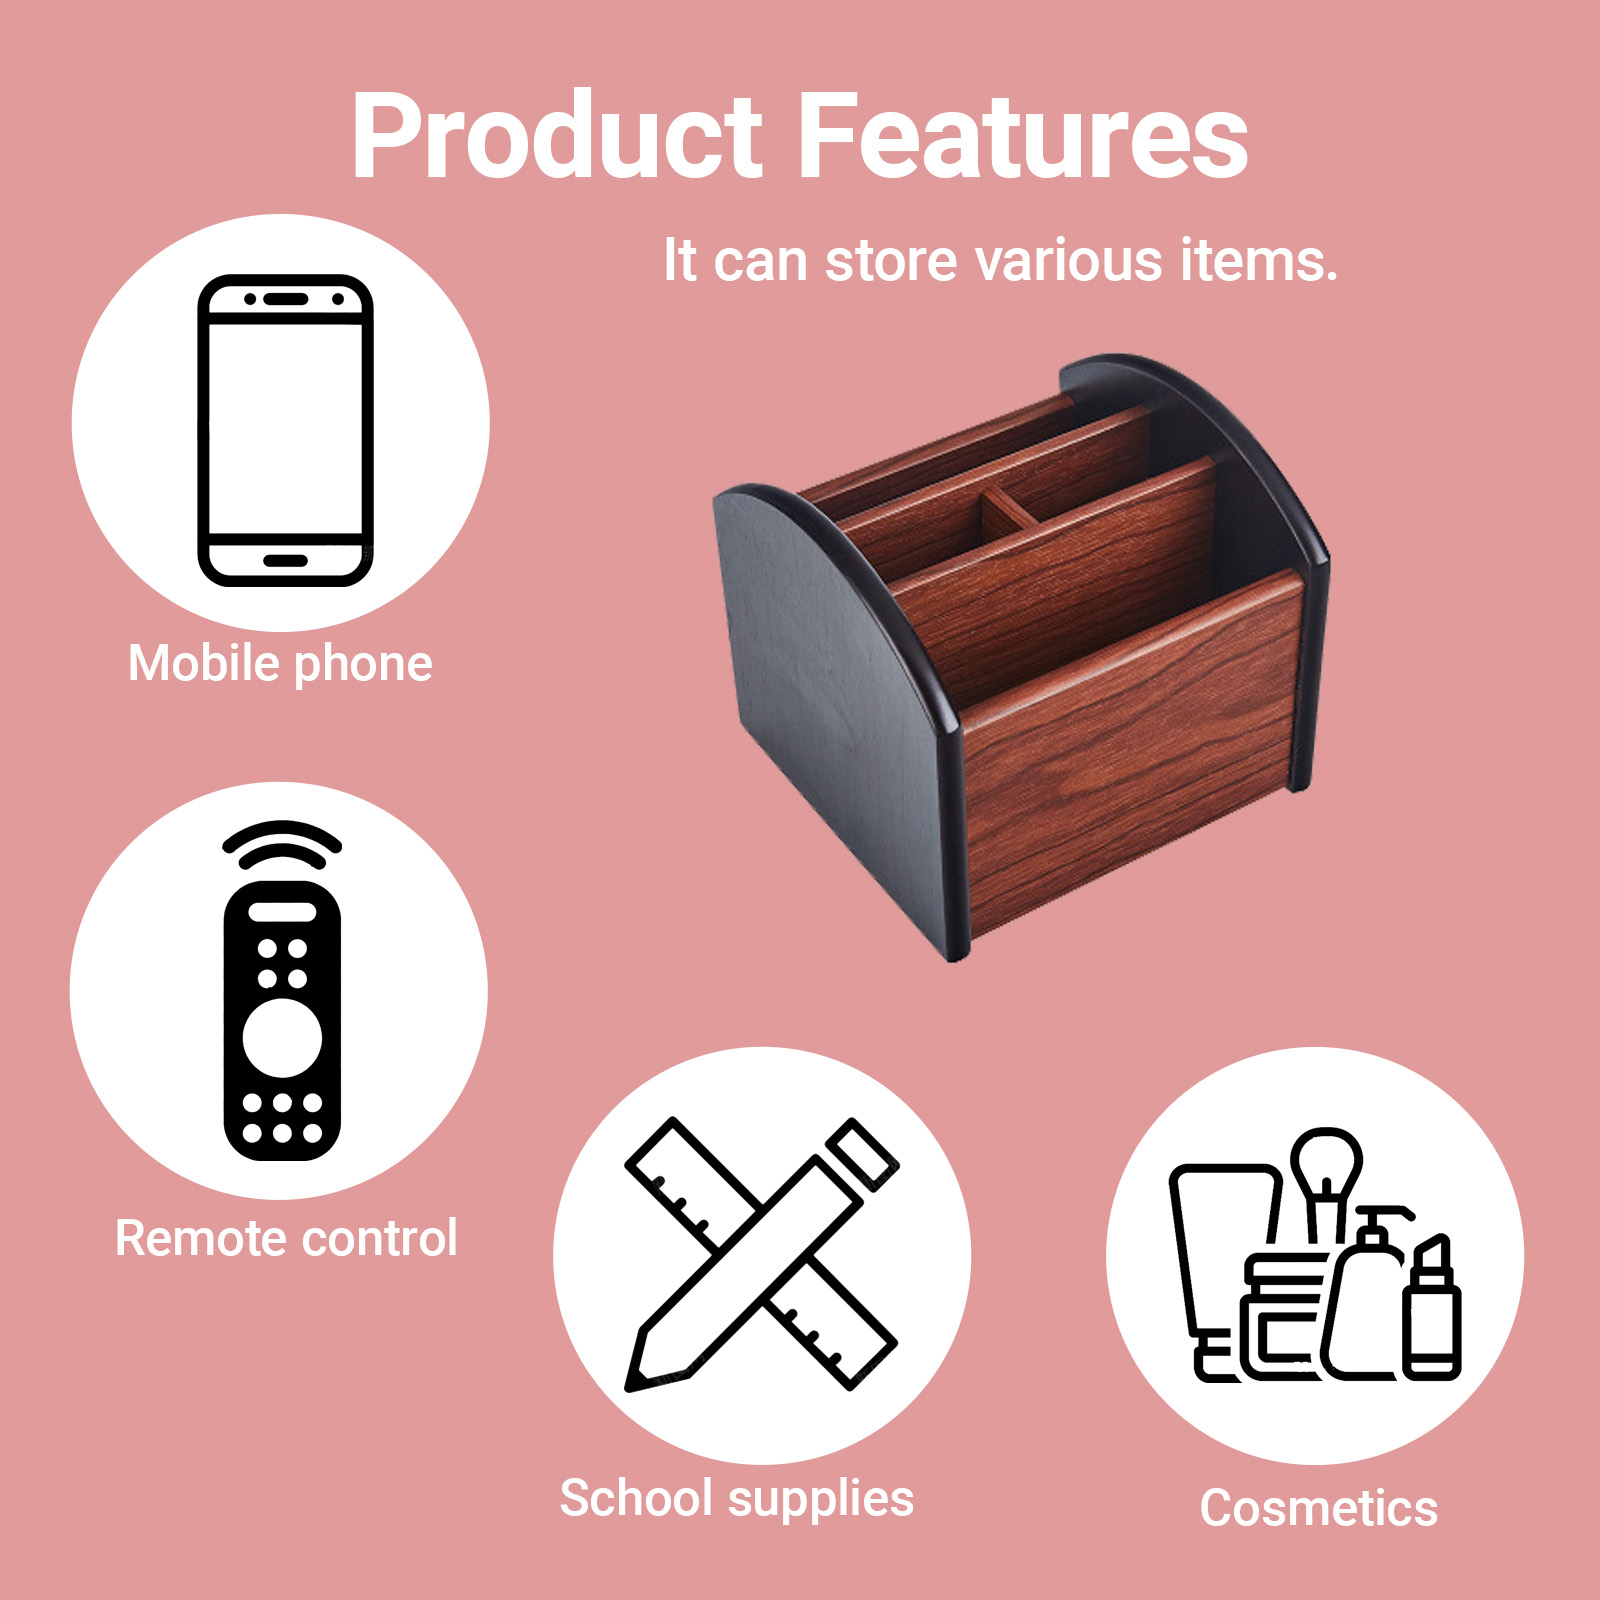 Product Features
It can store various items.
Mobile phone
Remote control
School supplies
Cosmetics